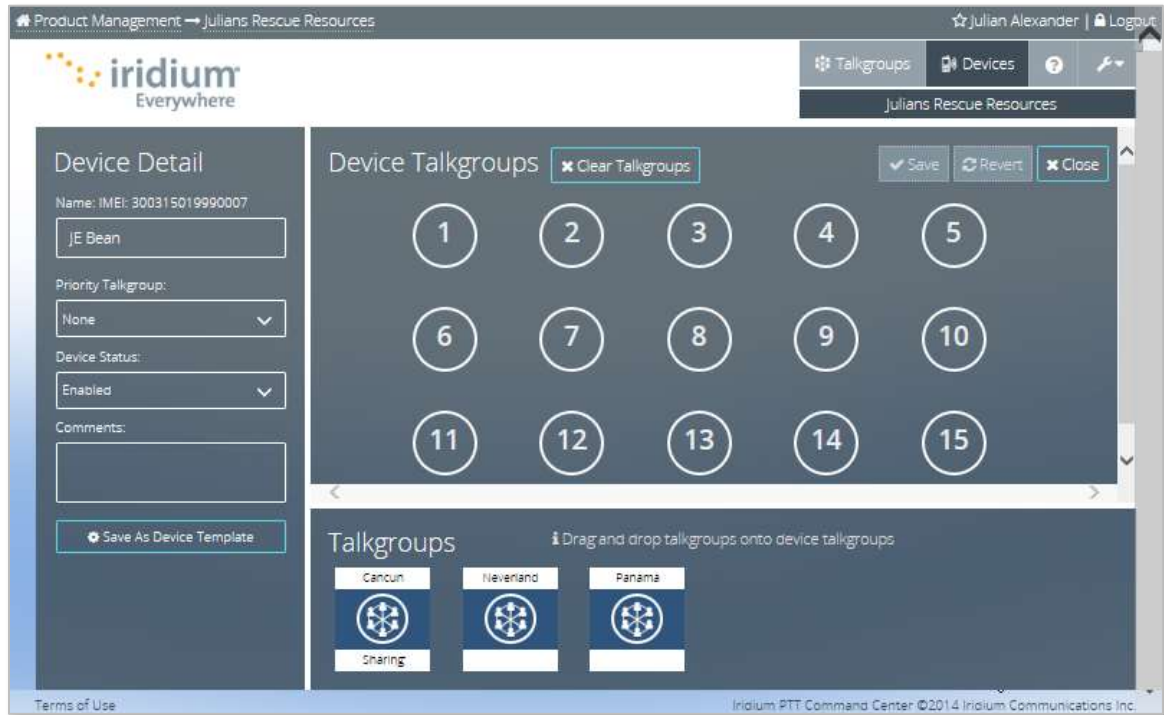 Product Management → Julians Rescue Resources
Julian Alexander | Logout
iridium
Everywhere
Talkgroups
Devices
?
Julians Rescue Resources
Device Detail
Name: IMEI: 300315019990007
JE Bean
Priority Talkgroup:
None
Device Status:
Enabled
Comments:
Save As Device Template
Device Talkgroups
Clear Talkgroups
Save
Revert
Close
1 2 3 4 5
6 7 8 9 10
11 12 13 14 15
Talkgroups
Drag and drop talkgroups onto device talkgroups
Cancun
Sharing
Neverland
Panama
Terms of Use
Iridium PTT Command Center ©2014 Iridium Communications Inc.